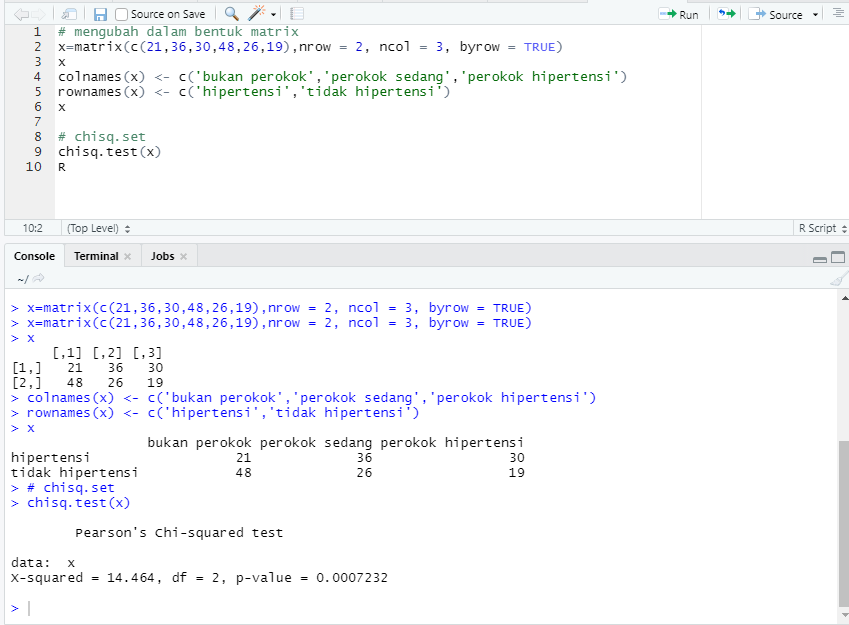 Source on Save
Run
Source
1 # mengubah dalam bentuk matrix
2 x=matrix(c(21,36,30,48,26,19),nrow = 2, ncol = 3, byrow = TRUE)
3 x
4 colnames(x) <- c('bukan perokok','perokok sedang','perokok hipertensi')
5 rownames(x) <- c('hipertensi','tidak hipertensi')
6 x
7
8 # chisq.set
9 chisq.test(x)
10 R
10:2 (Top Level) R Script
Console Terminal × Jobs ×
~/
> x=matrix(c(21,36,30,48,26,19),nrow = 2, ncol = 3, byrow = TRUE)
> x=matrix(c(21,36,30,48,26,19),nrow = 2, ncol = 3, byrow = TRUE)
> x
     [,1] [,2] [,3]
[1,]   21   36   30
[2,]   48   26   19
> colnames(x) <- c('bukan perokok','perokok sedang','perokok hipertensi')
> rownames(x) <- c('hipertensi','tidak hipertensi')
> x
                 bukan perokok perokok sedang perokok hipertensi
hipertensi                  21             36                 30
tidak hipertensi            48             26                 19
> # chisq.set
> chisq.test(x)
Pearson's Chi-squared test
data:  x
X-squared = 14.464, df = 2, p-value = 0.0007232
>